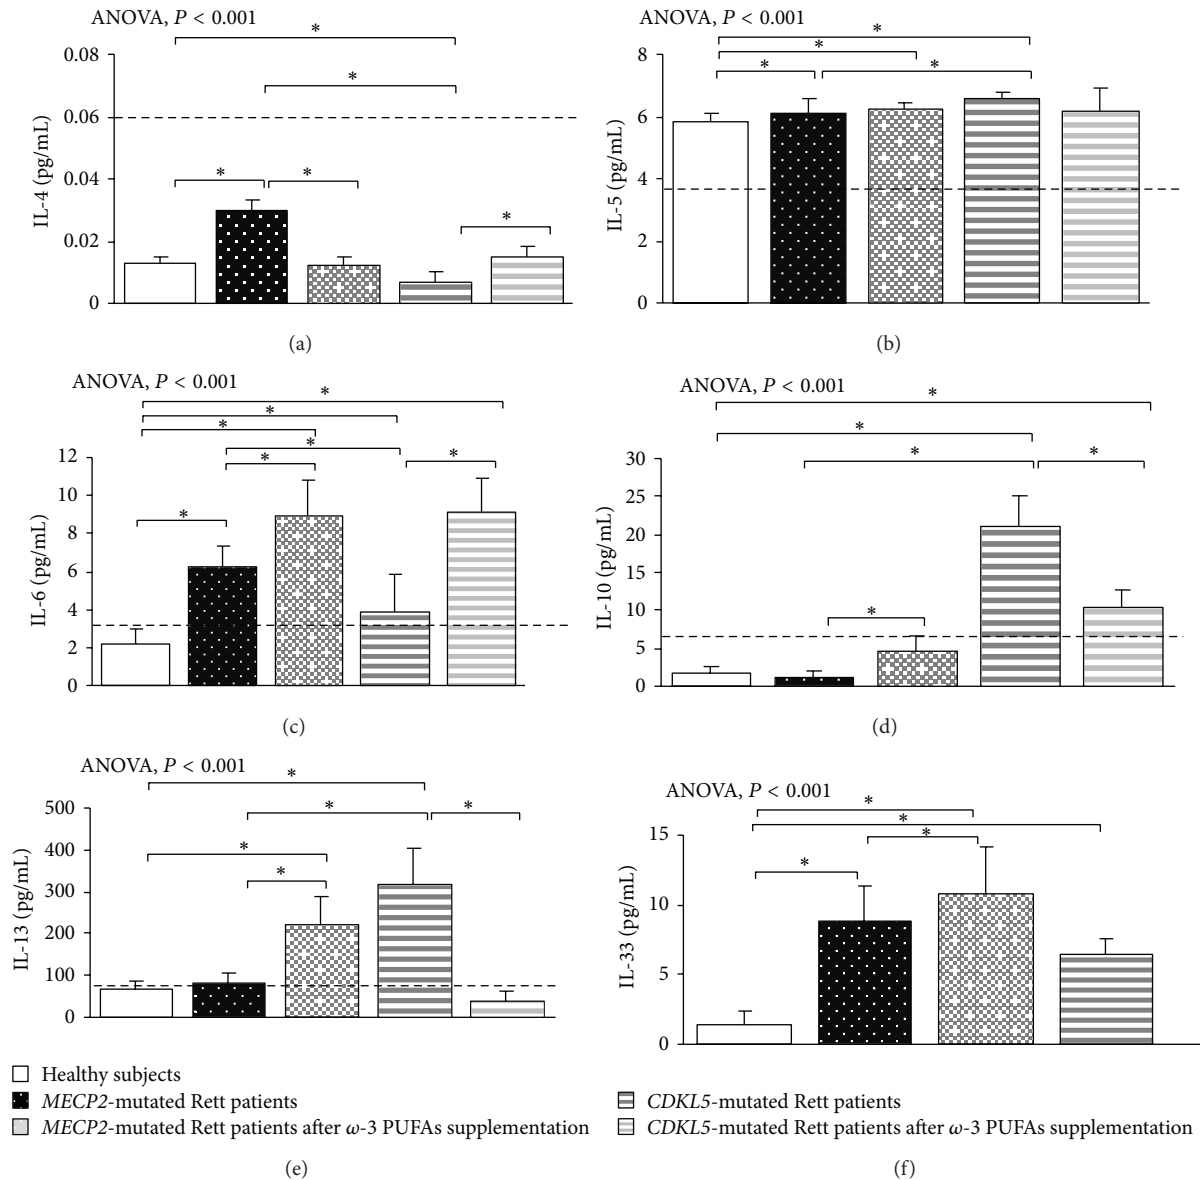 ANOVA, P < 0.001
*
*
0.08
0.06
0.04
0.02
0
IL-4 (pg/mL)
*
*
*
(a)
ANOVA, P < 0.001
*
*
*
*
8
6
4
2
0
IL-5 (pg/mL)
(b)
ANOVA, P < 0.001
*
*
*
*
*
*
*
12
10
8
6
4
2
0
IL-6 (pg/mL)
(c)
ANOVA, P < 0.001
*
*
*
*
*
30
25
20
15
10
5
0
IL-10 (pg/mL)
(d)
ANOVA, P < 0.001
*
*
*
*
*
500
400
300
200
100
0
IL-13 (pg/mL)
ANOVA, P < 0.001
*
*
*
*
15
10
5
0
IL-33 (pg/mL)
Healthy subjects
MECP2-mutated Rett patients
MECP2-mutated Rett patients after ω-3 PUFAs supplementation
(e)
CDKL5-mutated Rett patients
CDKL5-mutated Rett patients after ω-3 PUFAs supplementation
(f)